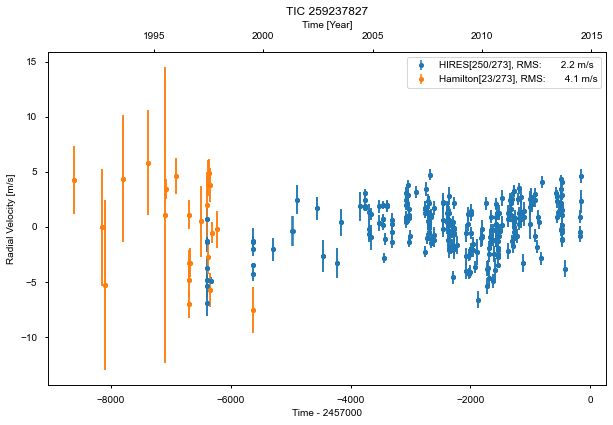 TIC 259237827
Time [Year]
1995 2000 2005 2010 2015
HIRES[250/273], RMS: 2.2 m/s
Hamilton[23/273], RMS: 4.1 m/s
Radial Velocity [m/s]
15
10
5
0
−5
−10
−8000 −6000 −4000 −2000 0
Time - 2457000